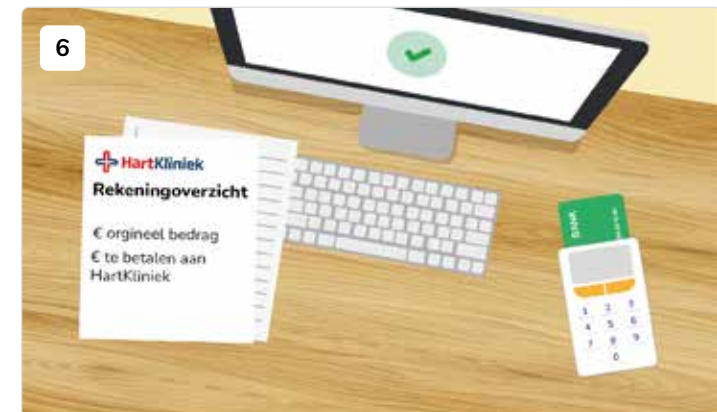 6
HartKliniek
Rekeningoverzicht
€ orgineel bedrag
€ te betalen aan
HartKliniek
BANK
1 2 3
4 5 6
7 8 9
0